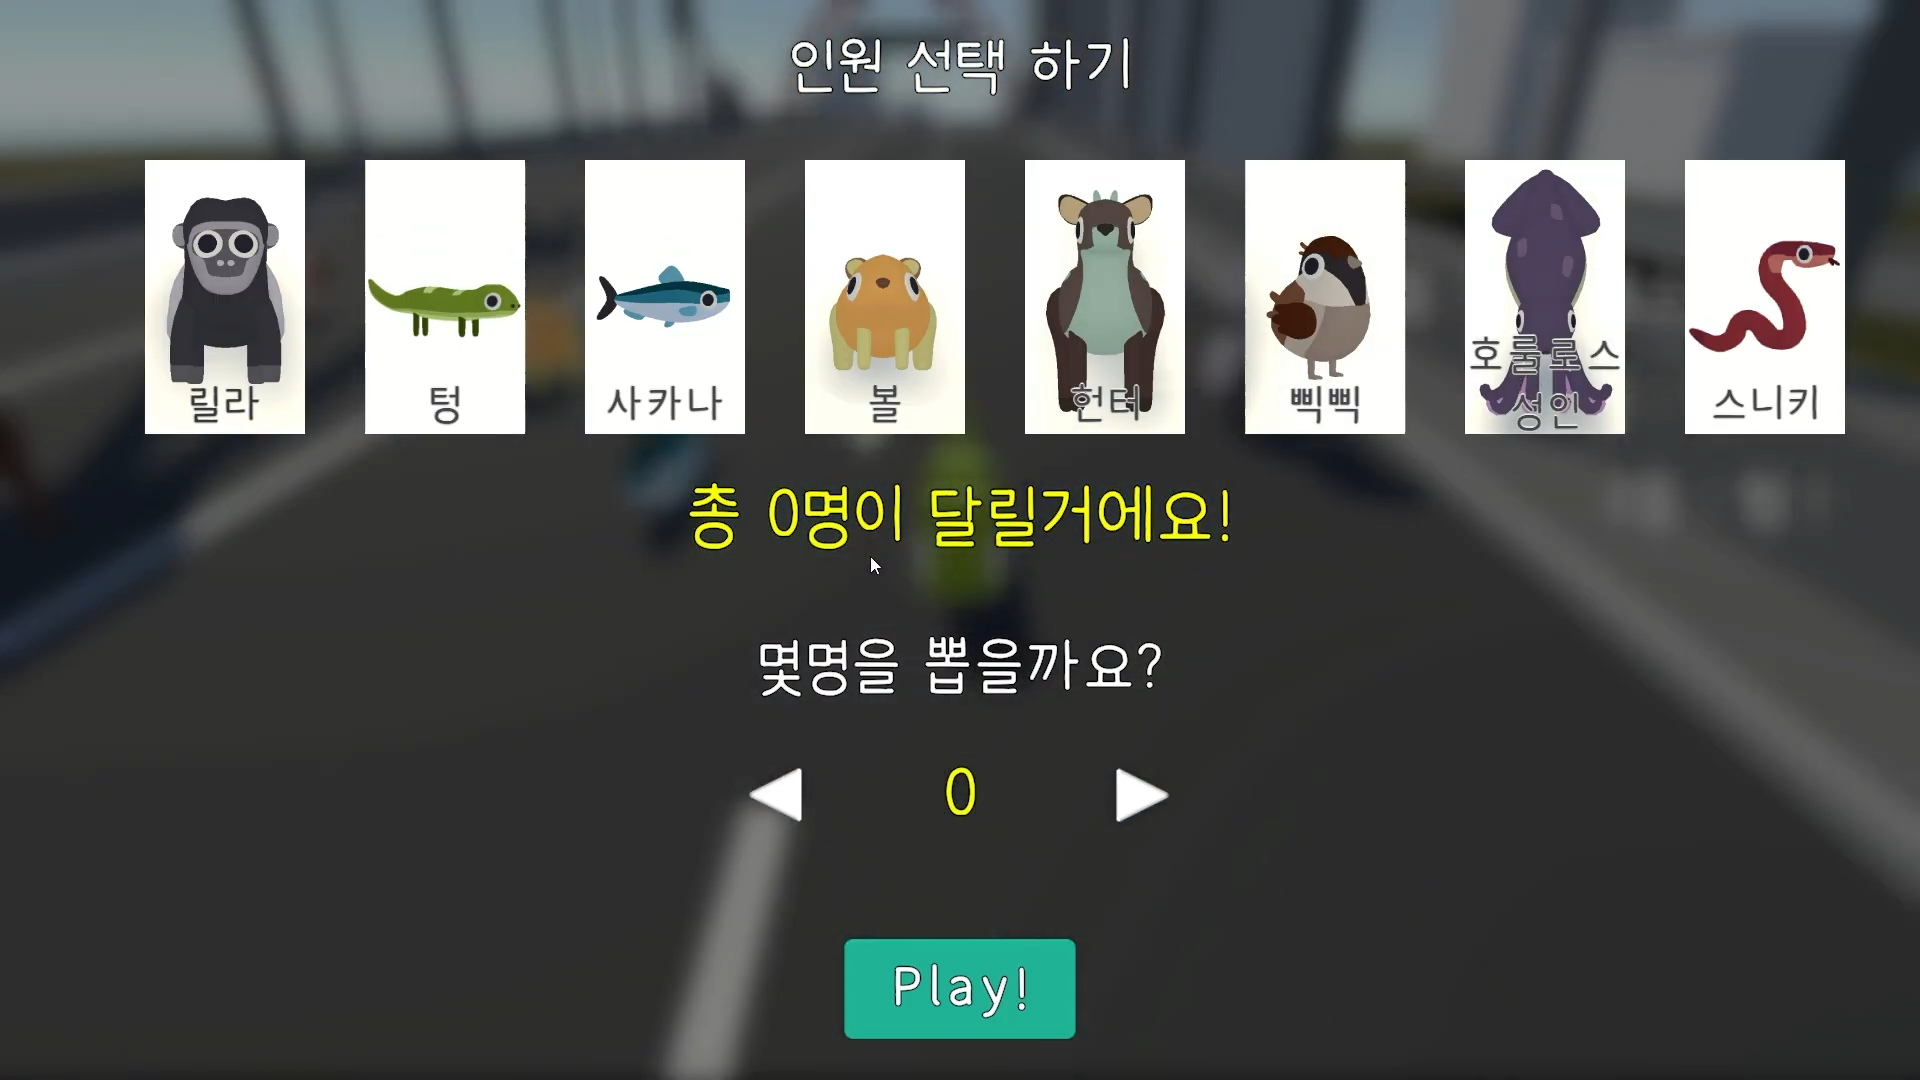 인원 선택 하기
릴라
텅
사카나
볼
헌터
삑삑
호룰로스
성인
스니키
총 0명이 달릴거에요!
몇명을 뽑을까요?
0
Play!